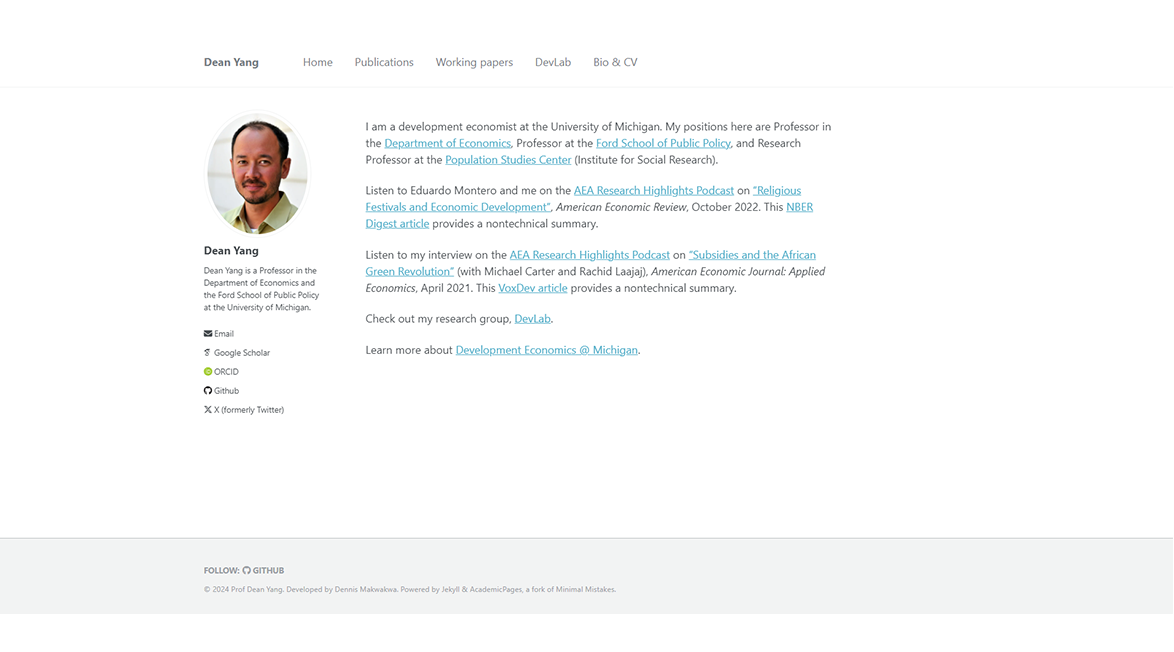 Dean Yang Home Publications Working papers DevLab Bio & CV
Dean Yang
Dean Yang is a Professor in the
Department of Economics and
the Ford School of Public Policy
at the University of Michigan.
Email
Google Scholar
ORCID
Github
X (formerly Twitter)
I am a development economist at the University of Michigan. My positions here are Professor in
the Department of Economics, Professor at the Ford School of Public Policy, and Research
Professor at the Population Studies Center (Institute for Social Research).
Listen to Eduardo Montero and me on the AEA Research Highlights Podcast on “Religious
Festivals and Economic Development”, American Economic Review, October 2022. This NBER
Digest article provides a nontechnical summary.
Listen to my interview on the AEA Research Highlights Podcast on “Subsidies and the African
Green Revolution” (with Michael Carter and Rachid Laajaj), American Economic Journal: Applied
Economics, April 2021. This VoxDev article provides a nontechnical summary.
Check out my research group, DevLab.
Learn more about Development Economics @ Michigan.
FOLLOW: GITHUB
© 2024 Prof Dean Yang. Developed by Dennis Makwakwa. Powered by Jekyll & AcademicPages, a fork of Minimal Mistakes.